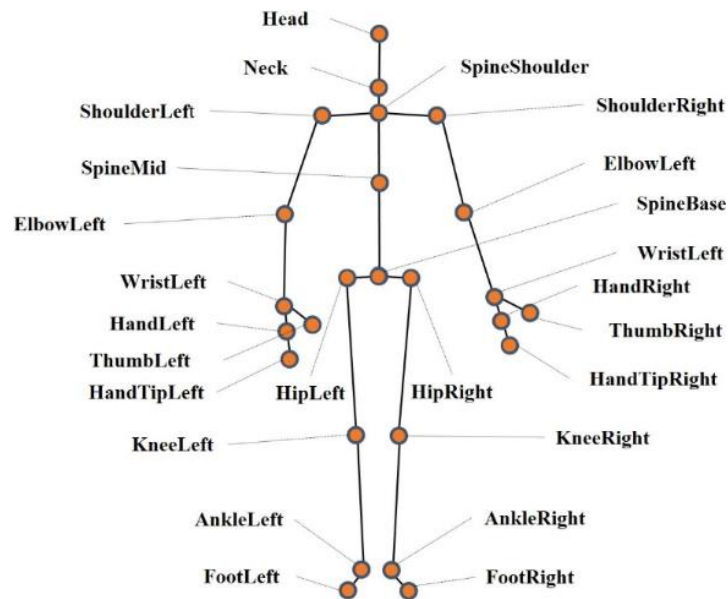 Head
Neck
SpineShoulder
ShoulderLeft
ShoulderRight
SpineMid
ElbowLeft
ElbowLeft
SpineBase
WristLeft
WristLeft
HandRight
HandLeft
ThumbRight
ThumbLeft
HandTipRight
HandTipLeft
HipLeft
HipRight
KneeLeft
KneeRight
AnkleLeft
AnkleRight
FootLeft
FootRight